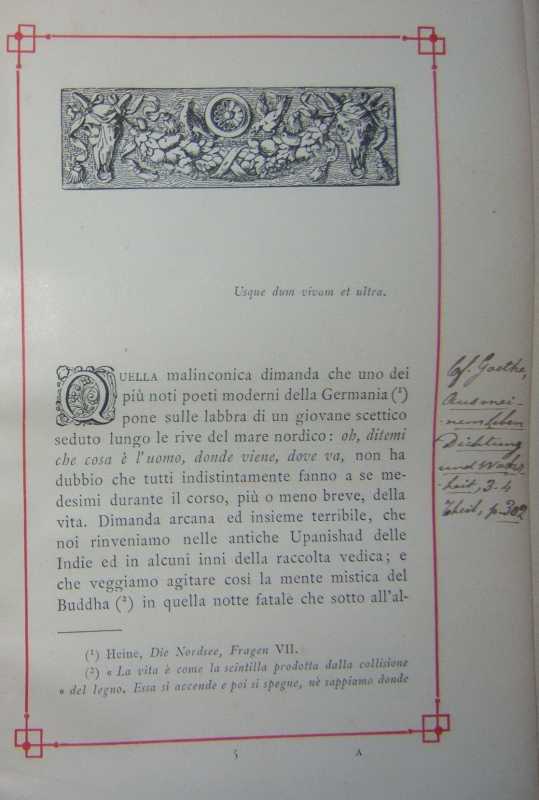 Usque dum vivam et ultra.
QUELLA malinconica dimanda che uno dei
più noti poeti moderni della Germania (1)
pone sulle labbra di un giovane scettico
seduto lungo le rive del mare nordico: oh, ditemi
che cosa è l'uomo, donde viene, dove va, non ha
dubbio che tutti indistintamente fanno a se me-
desimi durante il corso, più o meno breve, della
vita. Dimanda arcana ed insieme terribile, che
noi rinveniamo nelle antiche Upanishad delle
Indie ed in alcuni inni della raccolta vedica; e
che veggiamo agitare così la mente mistica del
Buddha (2) in quella notte fatale che sotto all'al-
(1) Heine, Die Nordsee, Fragen VII.
(2) « La vita è come la scintilla prodotta dalla collisione
« del legno. Essa si accende e poi si spegne, nè sappiamo donde
5 A
Cf. Goethe,
Aus mei-
-nem Leben
Dichtung
und Wahr-
-heit, 3-4
Theil, p. 302